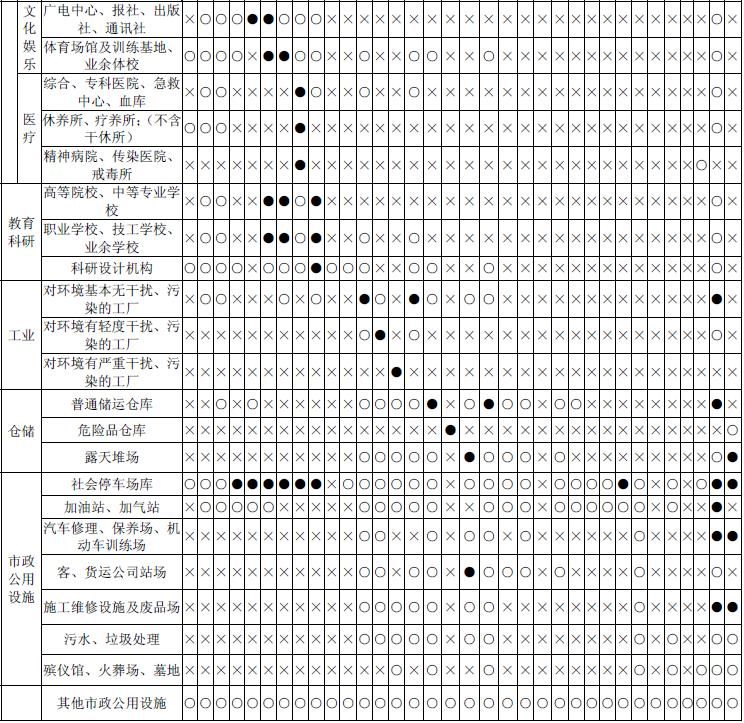 文化娱乐
广电中心、报社、出版
社、通讯社
体育场馆及训练基地、
业余体校
医疗
综合、专科医院、急救
中心、血库
休养所、疗养所;（不含
干休所）
精神病院、传染医院、
戒毒所
教育
科研
高等院校、中等专业学
校
职业学校、技工学校、
业余学校
科研设计机构
工业
对环境基本无干扰、污
染的工厂
对环境有轻度干扰、污
染的工厂
对环境有严重干扰、污
染的工厂
仓储
普通储运仓库
危险品仓库
露天堆场
市政
公用
设施
社会停车场库
加油站、加气站
汽车修理、保养场、机
动车训练场
客、货运公司站场
施工维修设施及废品场
污水、垃圾处理
殡仪馆、火葬场、墓地
其他市政公用设施